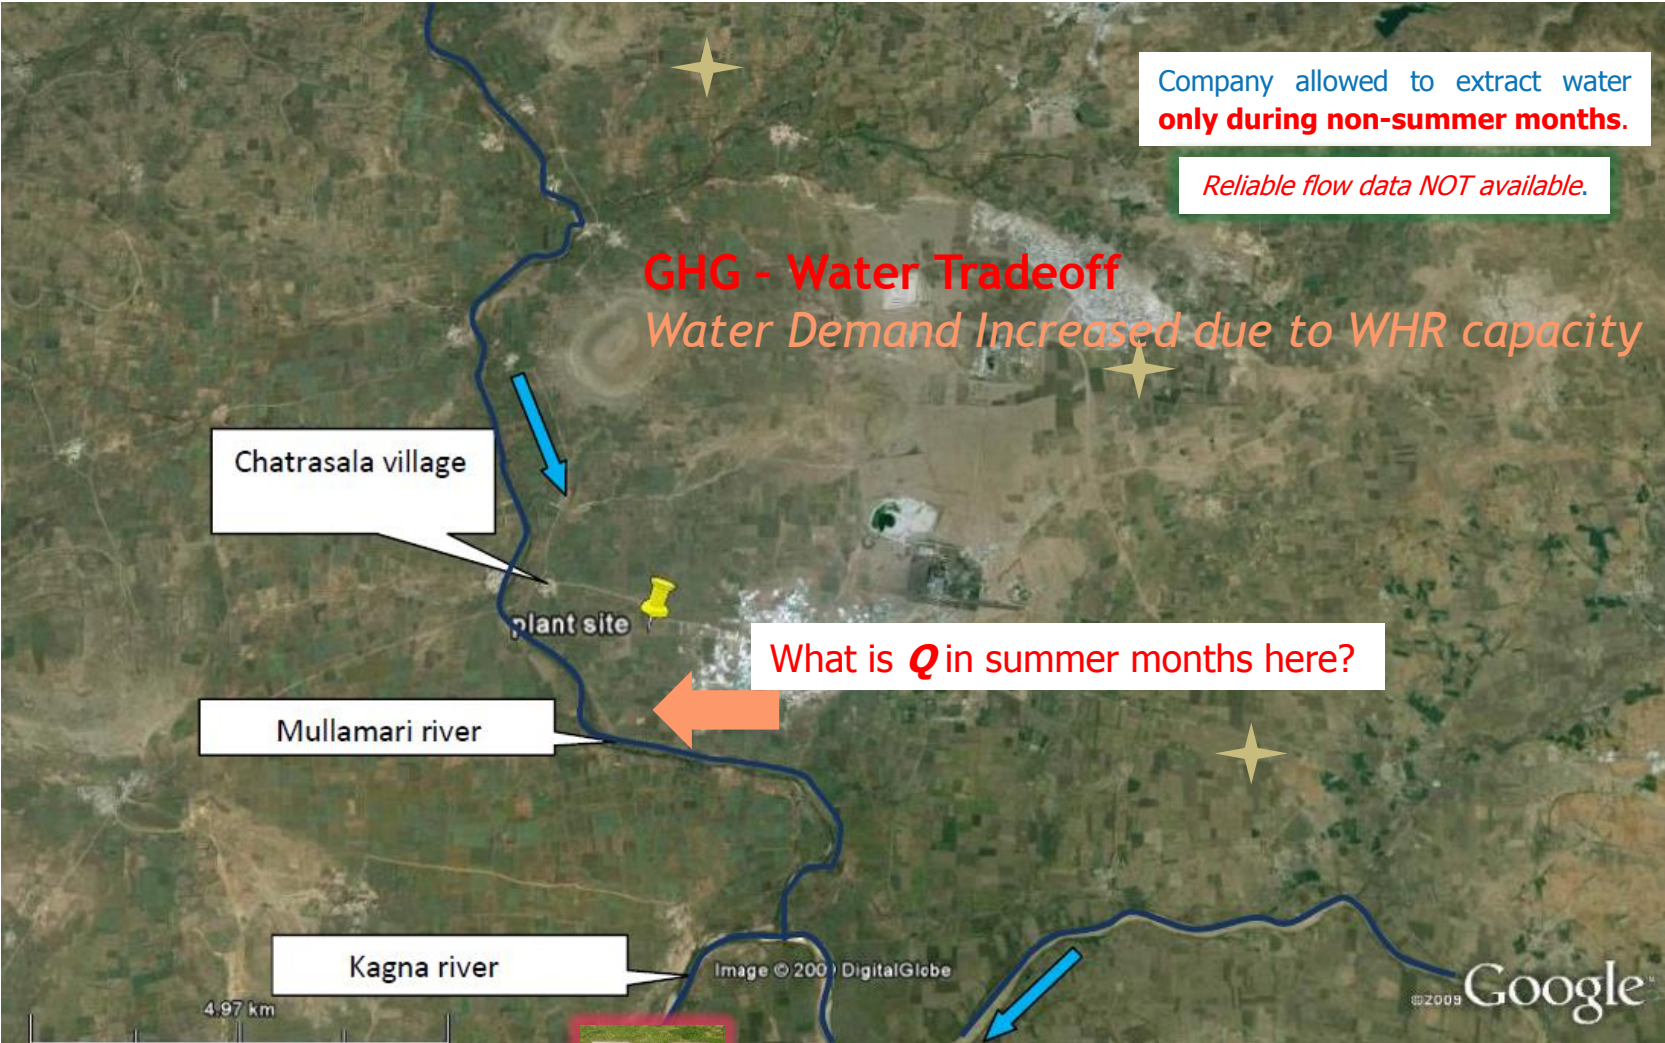 Company allowed to extract water
only during non-summer months.
Reliable flow data NOT available.
GHG - Water Tradeoff
Water Demand Increased due to WHR capacity
Chatrasala village
plant site
What is Q in summer months here?
Mullamari river
Kagna river
Image © 2009 DigitalGlobe
©2009 Google
4.97 km